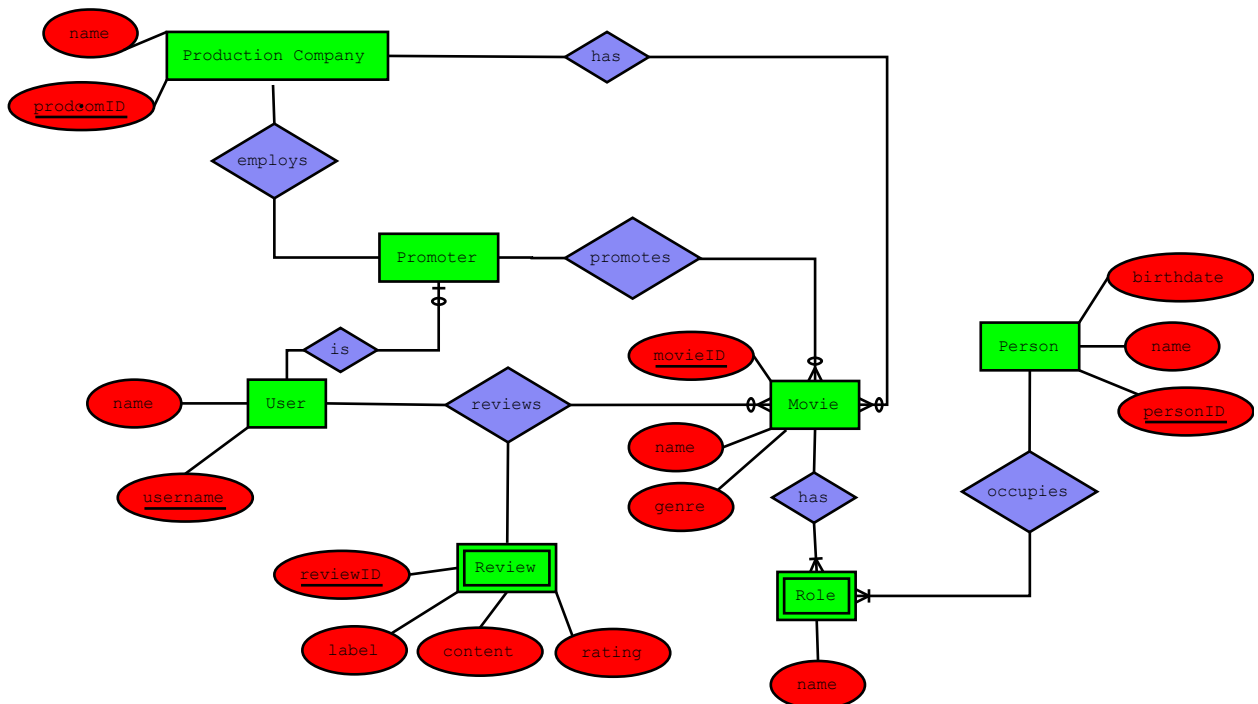 name
Production Company
has
prodcomID
employs
Promoter
promotes
birthdate
is
movieID
Person
name
name
User
reviews
Movie
personID
name
username
genre
has
occupies
reviewID
Review
Role
label
content
rating
name